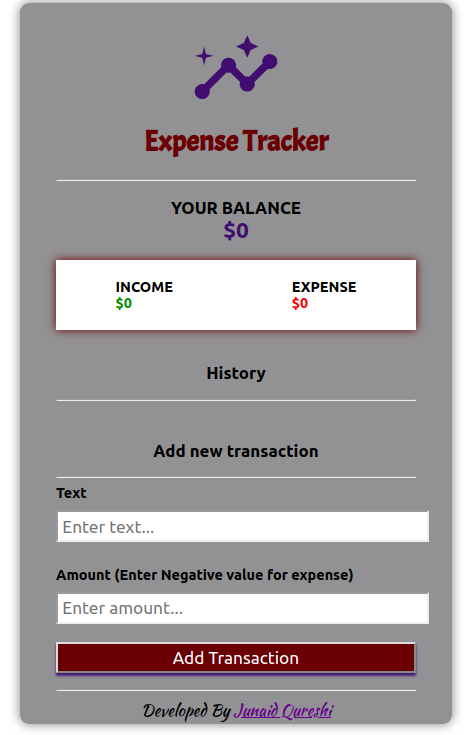 Expense Tracker
YOUR BALANCE
$0
INCOME EXPENSE
$0 $0
History
Add new transaction
Text
Enter text...
Amount (Enter Negative value for expense)
Enter amount...
Add Transaction
Developed By Junaid Qureshi